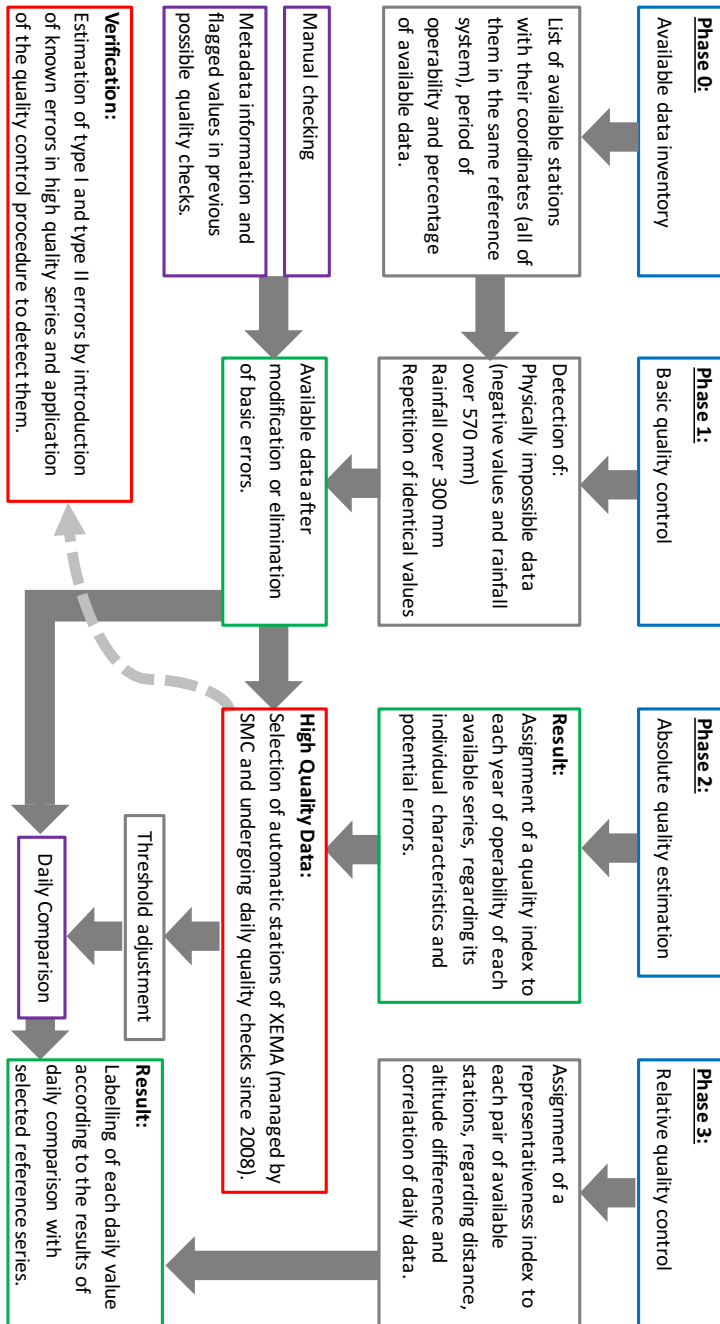 Phase 0:
Available data inventory
Phase 1:
Basic quality control
Phase 2:
Absolute quality estimation
Phase 3:
Relative quality control
List of available stations
with their coordinates (all of
them in the same reference
system), period of
operability and percentage
of available data.
Detection of:
Physically impossible data
(negative values and rainfall
over 570 mm)
Rainfall over 300 mm
Repetition of identical values
Result:
Assignment of a quality index to
each year of operability of each
available series, regarding its
individual characteristics and
potential errors.
Assignment of a
representativeness index to
each pair of available
stations, regarding distance,
altitude difference and
correlation of daily data.
Manual checking
Metadata information and
flagged values in previous
possible quality checks.
Available data after
modification or elimination
of basic errors.
High Quality Data:
Selection of automatic stations of XEMA (managed by
SMC and undergoing daily quality checks since 2008).
Threshold adjustment
Daily Comparison
Verification:
Estimation of type I and type II errors by introduction
of known errors in high quality series and application
of the quality control procedure to detect them.
Result:
Labelling of each daily value
according to the results of
daily comparison with
selected reference series.